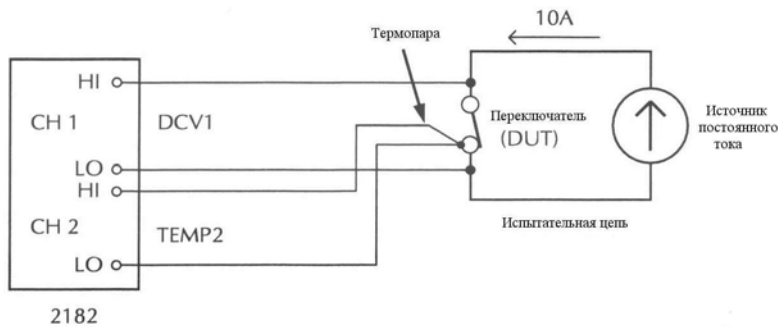 10A
Термопара
HI
CH 1
DCV1
Переключатель
(DUT)
Источник
постоянного
тока
LO
HI
CH 2
TEMP2
LO
Испытательная цепь
2182